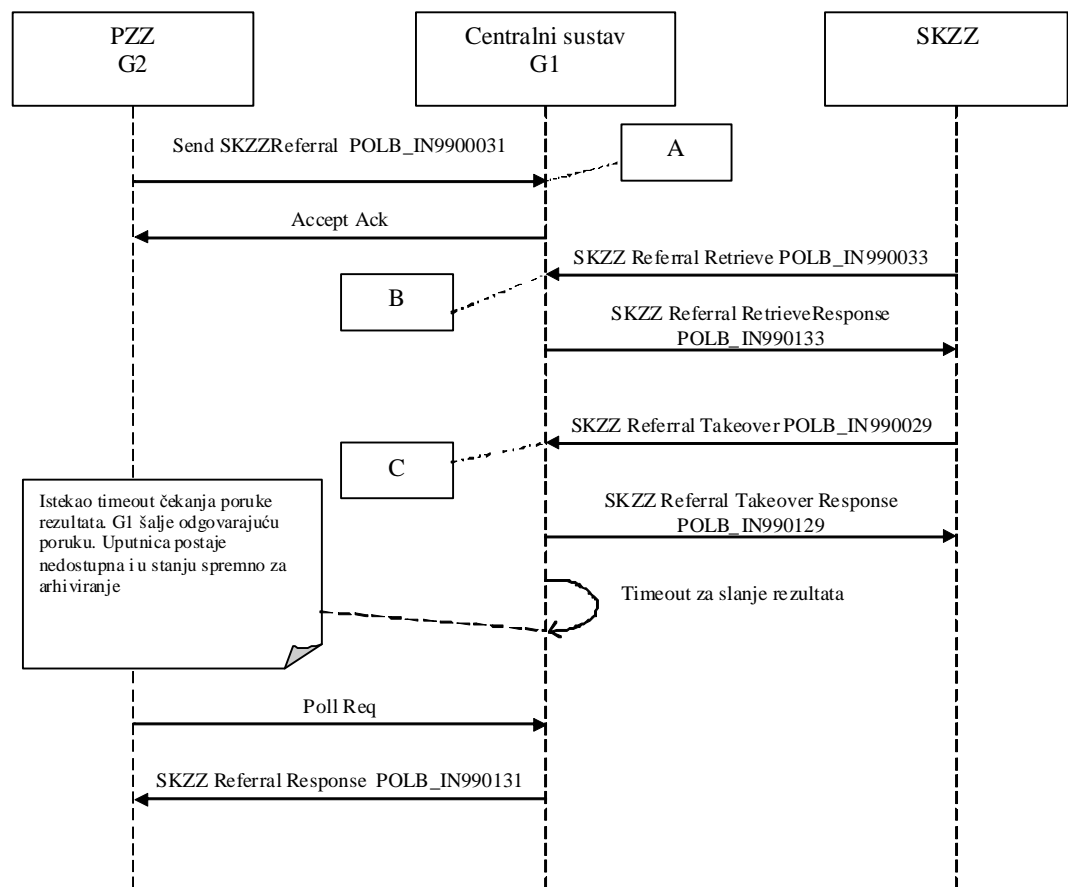 PZZ
G2
Centralni sustav
G1
SKZZ
Send SKZZReferral POLB_IN9900031
A
Accept Ack
SKZZ Referral Retrieve POLB_IN990033
B
SKZZ Referral RetrieveResponse
POLB_IN990133
SKZZ Referral Takeover POLB_IN990029
C
Istekao timeout čekanja poruke
rezultata. G1 šalje odgovarajuću
poruku. Uputnica postaje
nedostupna i u stanju spremno za
arhiviranje
SKZZ Referral Takeover Response
POLB_IN990129
Timeout za slanje rezultata
Poll Req
SKZZ Referral Response POLB_IN990131